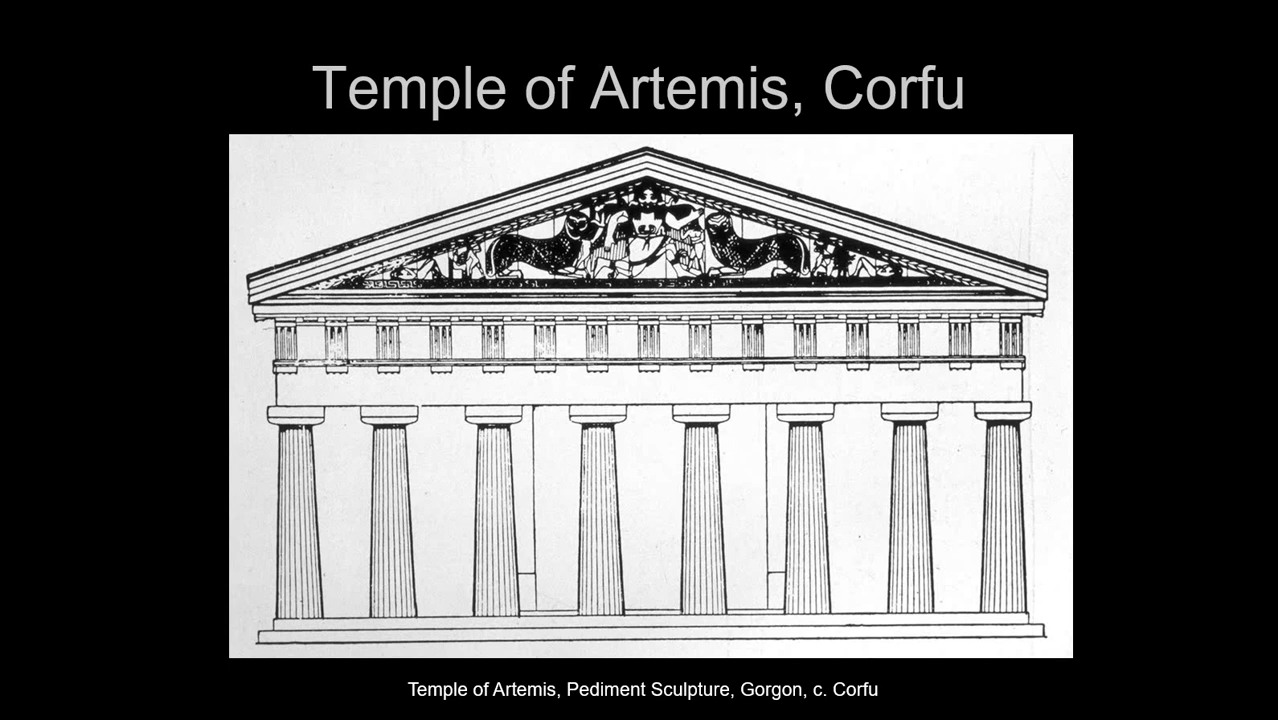 Temple of Artemis, Corfu
Temple of Artemis, Pediment Sculpture, Gorgon, c. Corfu